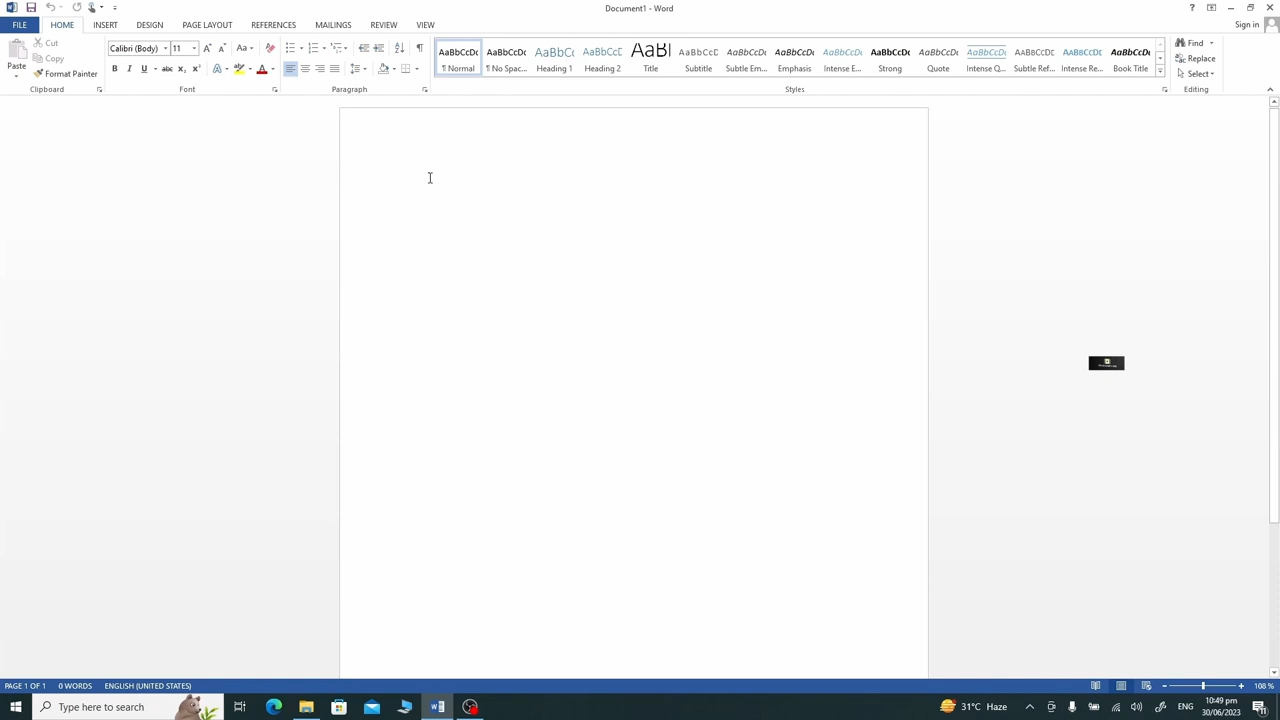 Document1 - Word
Sign in
FILE HOME INSERT DESIGN PAGE LAYOUT REFERENCES MAILINGS REVIEW VIEW
Paste
Cut
Copy
Format Painter
Clipboard
Calibri (Body) 11
Font
Paragraph
AaBbCcDc AaBbCcDc AaBbCc AaBbCcD AaBl AaBbCcD AaBbCcDc AaBbCcDc AaBbCcDc AaBbCcDc AaBbCcDc AaBbCcDc AaBbCcDc AaBbCcDc AaBbCcDc
¶ Normal ¶ No Spac... Heading 1 Heading 2 Title Subtitle Subtle Em... Emphasis Intense E... Strong Quote Intense Q... Subtle Ref... Intense Re... Book Title
Styles
Find
Replace
Select
Editing
PAGE 1 OF 1 0 WORDS ENGLISH (UNITED STATES)
108 %
Type here to search
31°C Haze
ENG
10:49 pm
30/06/2023